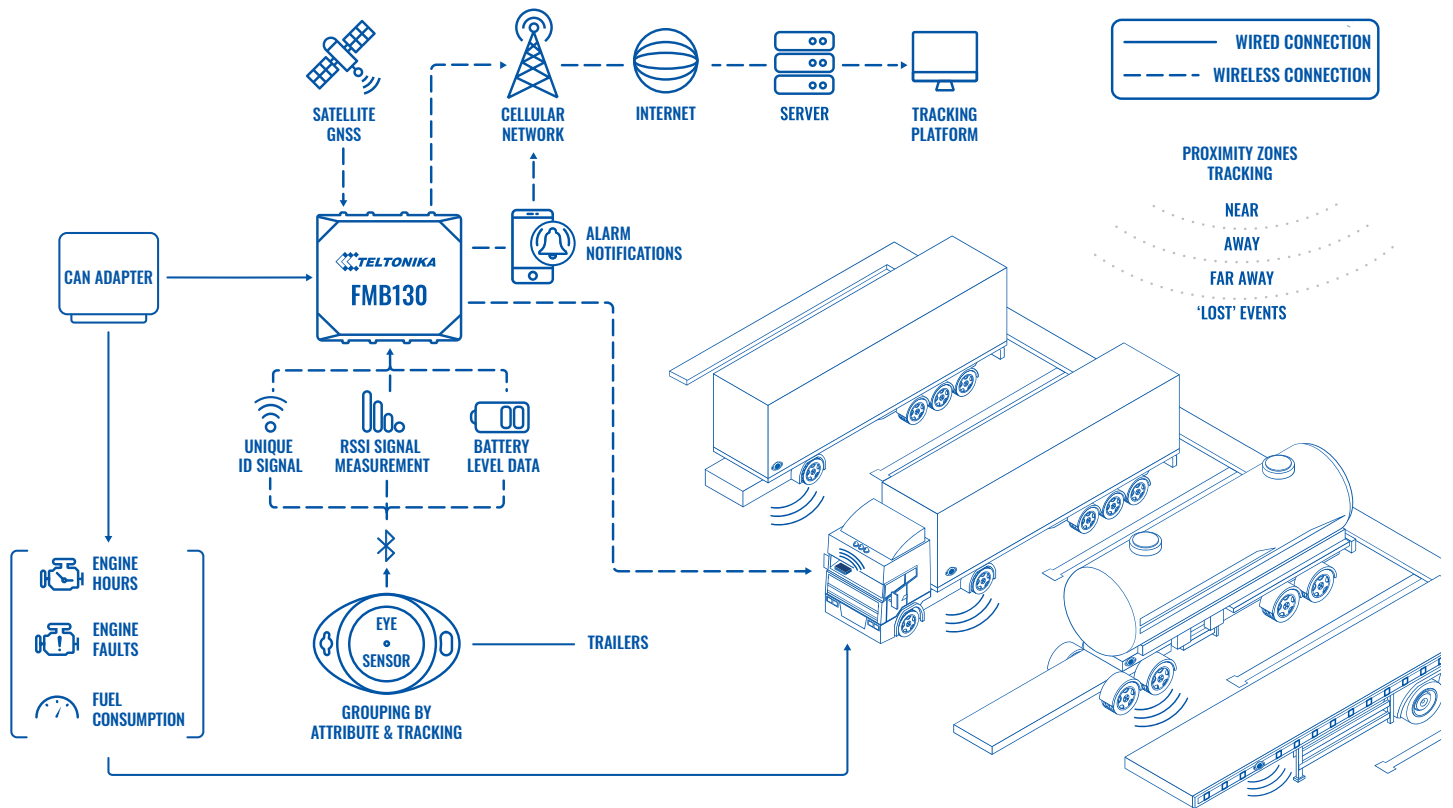 SATELLITE
GNSS
CELLULAR
NETWORK
INTERNET
SERVER
TRACKING
PLATFORM
WIRED CONNECTION
WIRELESS CONNECTION
PROXIMITY ZONES
TRACKING
NEAR
AWAY
FAR AWAY
‘LOST’ EVENTS
CAN ADAPTER
TELTONIKA
FMB130
ALARM
NOTIFICATIONS
UNIQUE
ID SIGNAL
RSSI SIGNAL
MEASUREMENT
BATTERY
LEVEL DATA
ENGINE
HOURS
ENGINE
FAULTS
FUEL
CONSUMPTION
EYE
SENSOR
TRAILERS
GROUPING BY
ATTRIBUTE & TRACKING